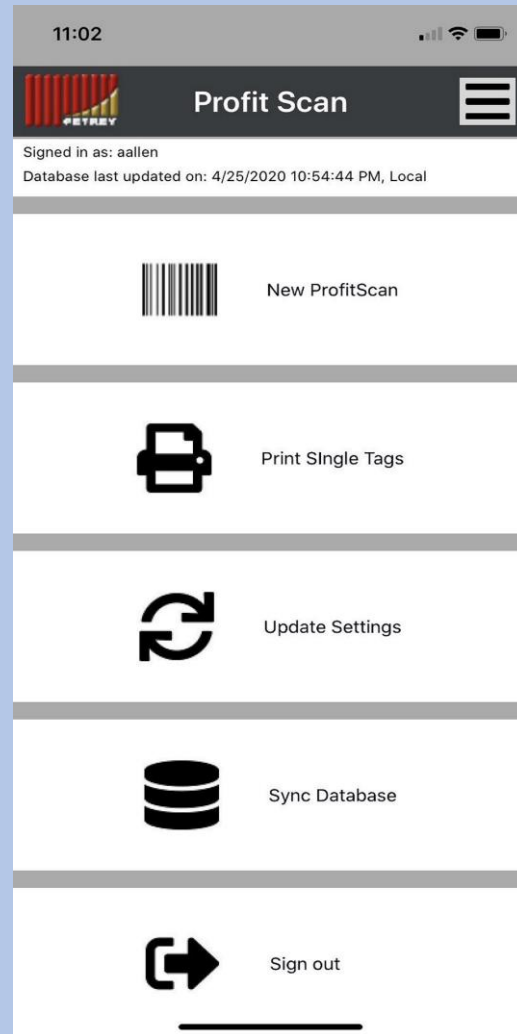 11:02
PETREY
Profit Scan
Signed in as: aallen
Database last updated on: 4/25/2020 10:54:44 PM, Local
New ProfitScan
Print SIngle Tags
Update Settings
Sync Database
Sign out